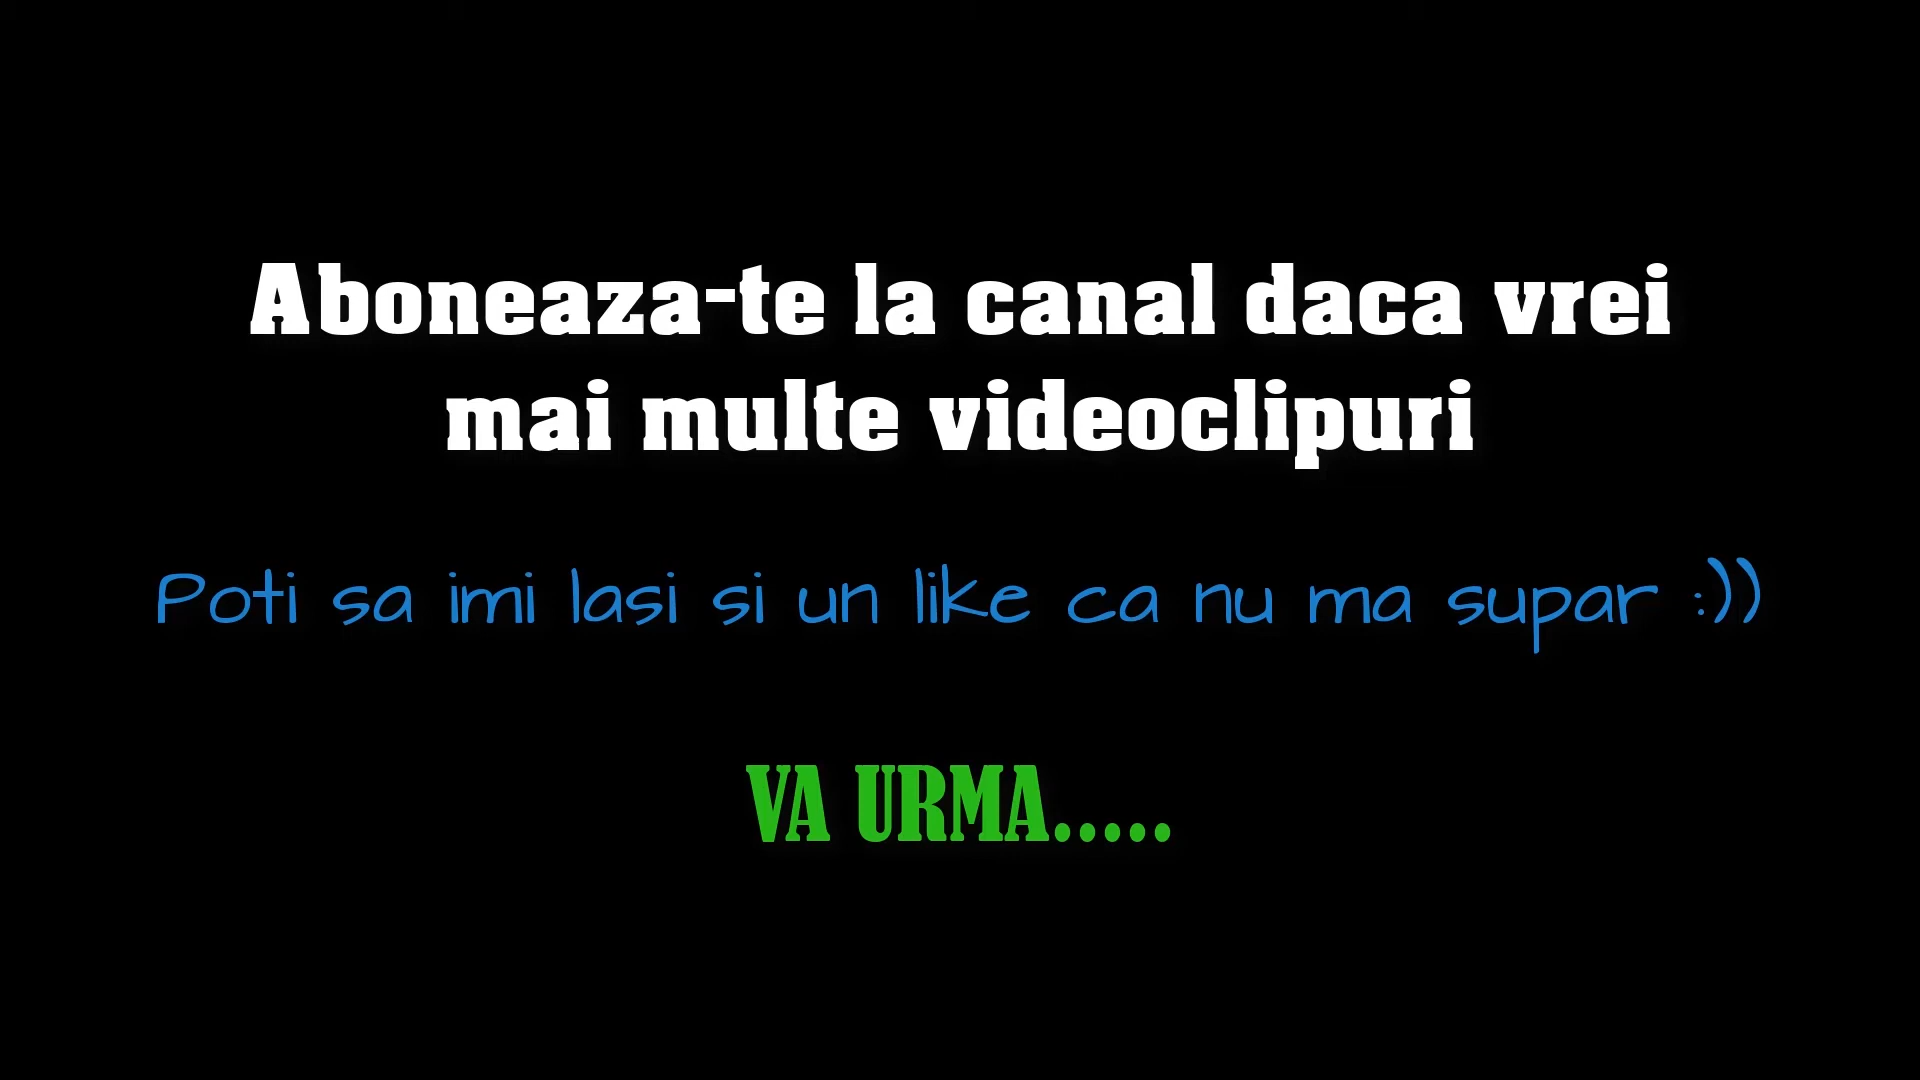 Aboneaza-te la canal daca vrei
mai multe videoclipuri
Poti sa imi lasi si un like ca nu ma supar :))
VA URMA.....